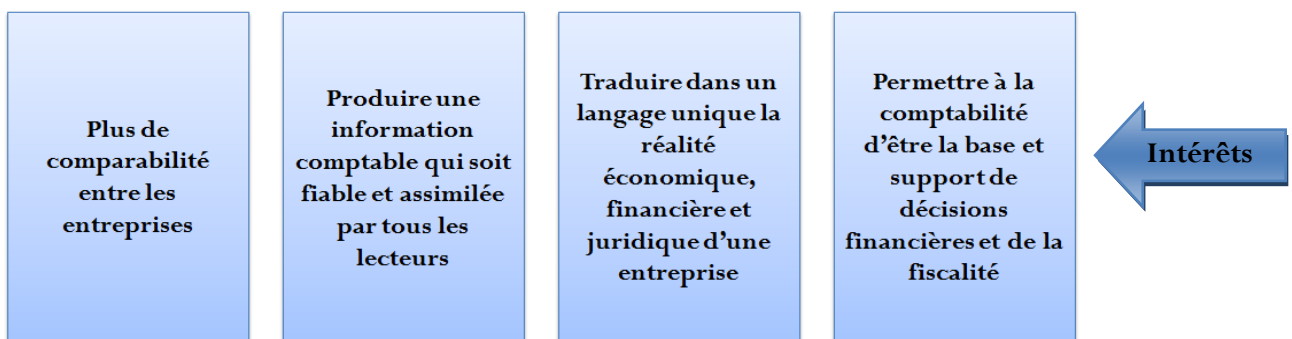 Plus de
comparabilité
entre les
entreprises
Produire une
information
comptable qui soit
fiable et assimilée
par tous les
lecteurs
Traduire dans un
langage unique la
réalité
économique,
financière et
juridique d'une
entreprise
Permettre à la
comptabilité
d'être la base et
support de
décisions
financières et de la
fiscalité
Intérêts